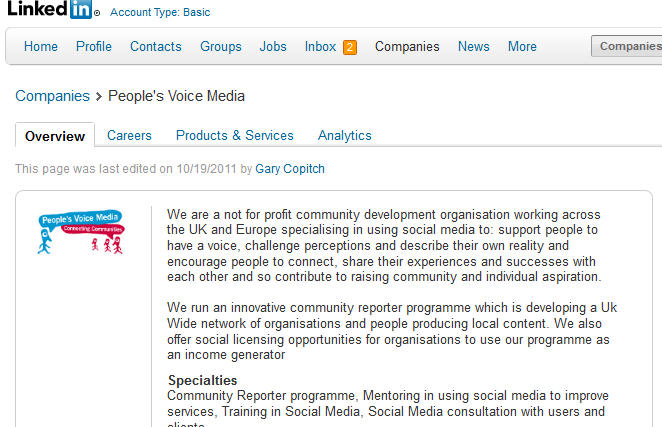 Linked in® Account Type: Basic
Home Profile Contacts Groups Jobs Inbox 2 Companies News More Companies
Companies > People's Voice Media
Overview Careers Products & Services Analytics
This page was last edited on 10/19/2011 by Gary Copitch
People's Voice Media
Connecting Communities
We are a not for profit community development organisation working across
the UK and Europe specialising in using social media to: support people to
have a voice, challenge perceptions and describe their own reality and
encourage people to connect, share their experiences and successes with
each other and so contribute to raising community and individual aspiration.
We run an innovative community reporter programme which is developing a Uk
Wide network of organisations and people producing local content. We also
offer social licensing opportunities for organisations to use our programme as
an income generator
Specialties
Community Reporter programme, Mentoring in using social media to improve
services, Training in Social Media, Social Media consultation with users and